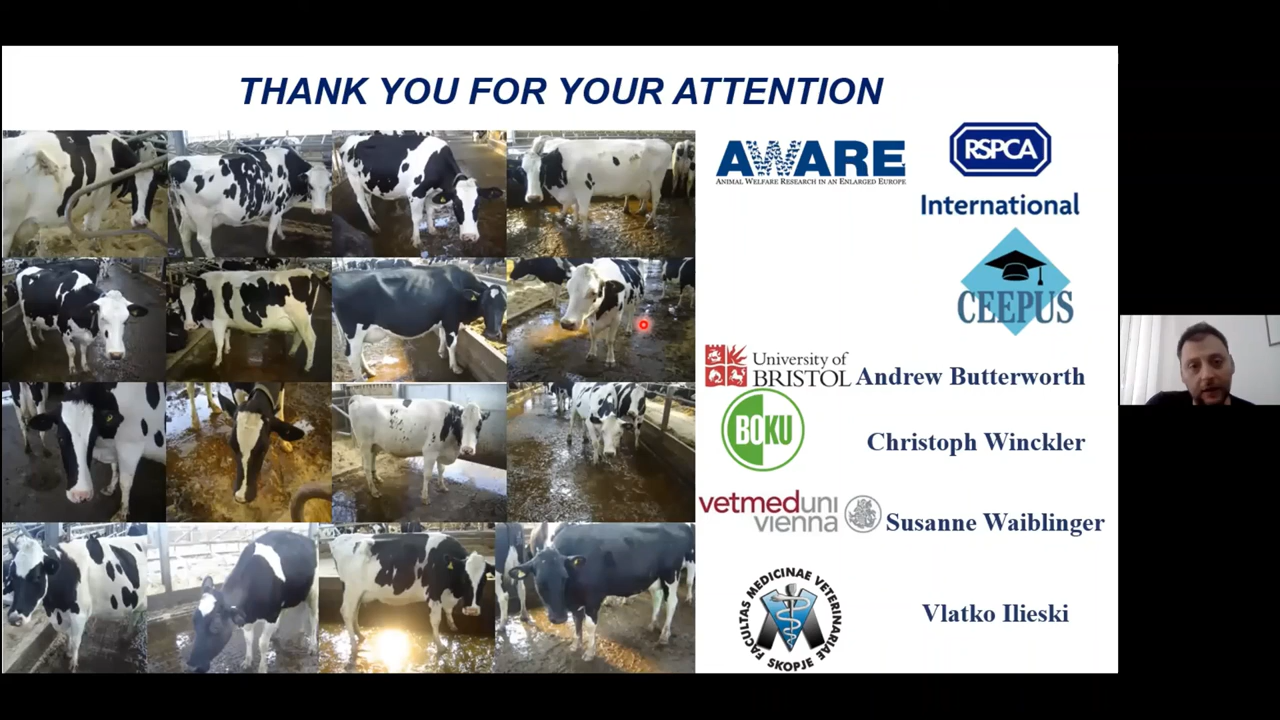 THANK YOU FOR YOUR ATTENTION
AWARE
ANIMAL WELFARE RESEARCH IN AN ENLARGED EUROPE
RSPCA
International
CEEPUS
University of
BRISTOL
Andrew Butterworth
BOKU
Christoph Winckler
vetmeduni
vienna
Susanne Waiblinger
FACULTAS MEDICINAE VETERINARIAE
SKOPJE
Vlatko Ilieski